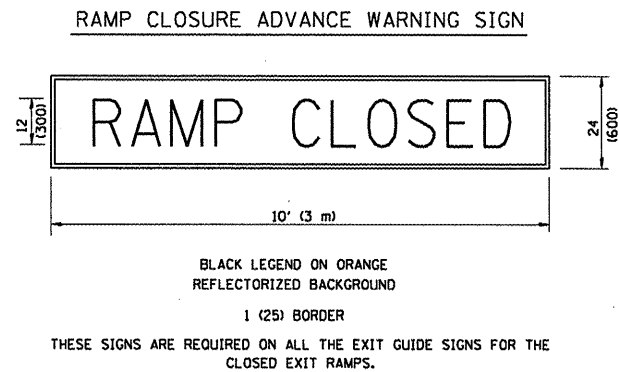 RAMP CLOSURE ADVANCE WARNING SIGN
RAMP CLOSED
12
(300)
24
(600)
10' (3 m)
BLACK LEGEND ON ORANGE
REFLECTORIZED BACKGROUND
1 (25) BORDER
THESE SIGNS ARE REQUIRED ON ALL THE EXIT GUIDE SIGNS FOR THE
CLOSED EXIT RAMPS.